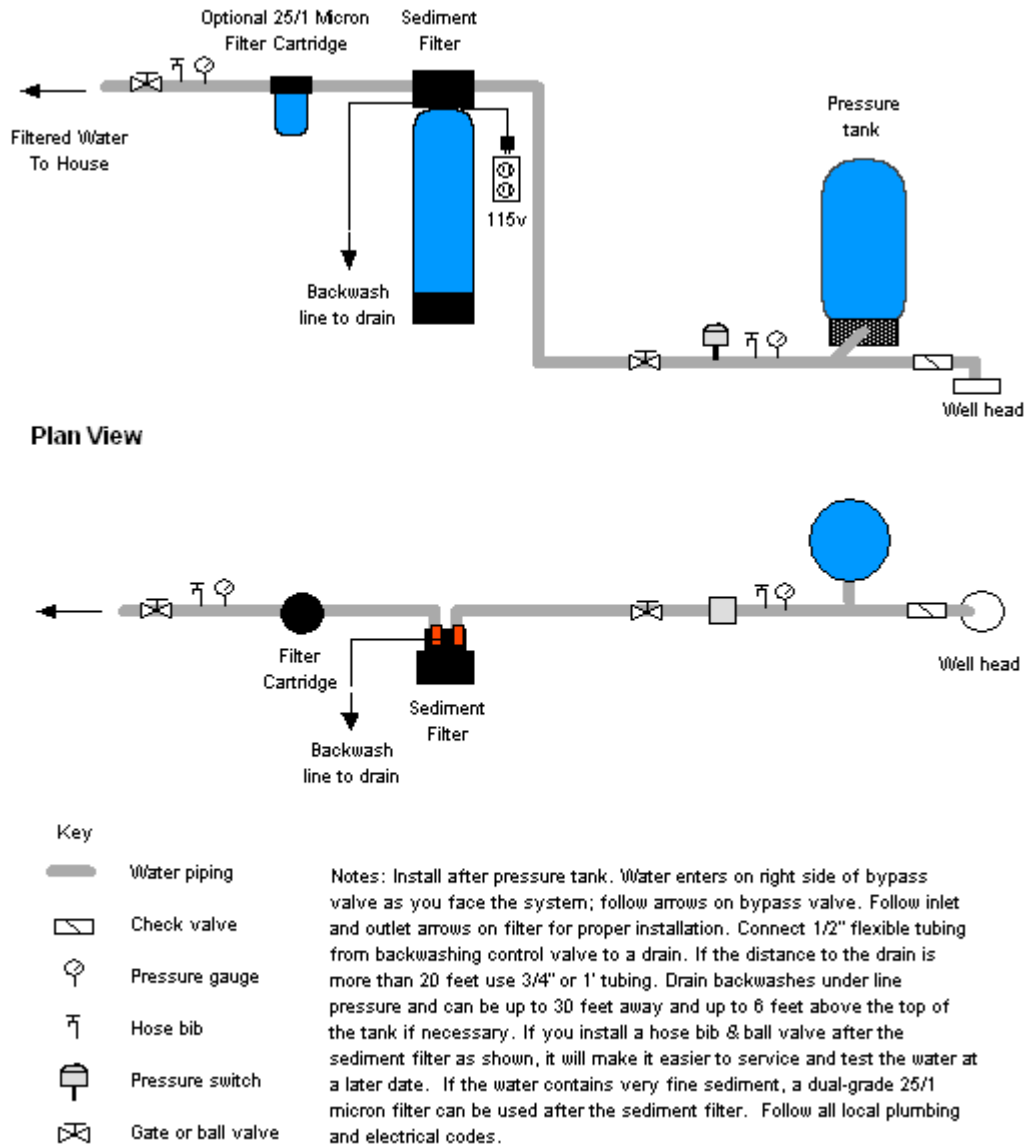 Optional 25/1 Micron
Filter Cartridge
Sediment
Filter
Pressure
tank
Filtered Water
To House
115v
Backwash
line to drain
Well head
Plan View
Filter
Cartridge
Sediment
Filter
Well head
Backwash
line to drain
Key
Water piping
Check valve
Pressure gauge
Hose bib
Pressure switch
Gate or ball valve
Notes: Install after pressure tank. Water enters on right side of bypass
valve as you face the system; follow arrows on bypass valve. Follow inlet
and outlet arrows on filter for proper installation. Connect 1/2" flexible tubing
from backwashing control valve to a drain. If the distance to the drain is
more than 20 feet use 3/4" or 1' tubing. Drain backwashes under line
pressure and can be up to 30 feet away and up to 6 feet above the top of
the tank if necessary. If you install a hose bib & ball valve after the
sediment filter as shown, it will make it easier to service and test the water at
a later date. If the water contains very fine sediment, a dual-grade 25/1
micron filter can be used after the sediment filter. Follow all local plumbing
and electrical codes.